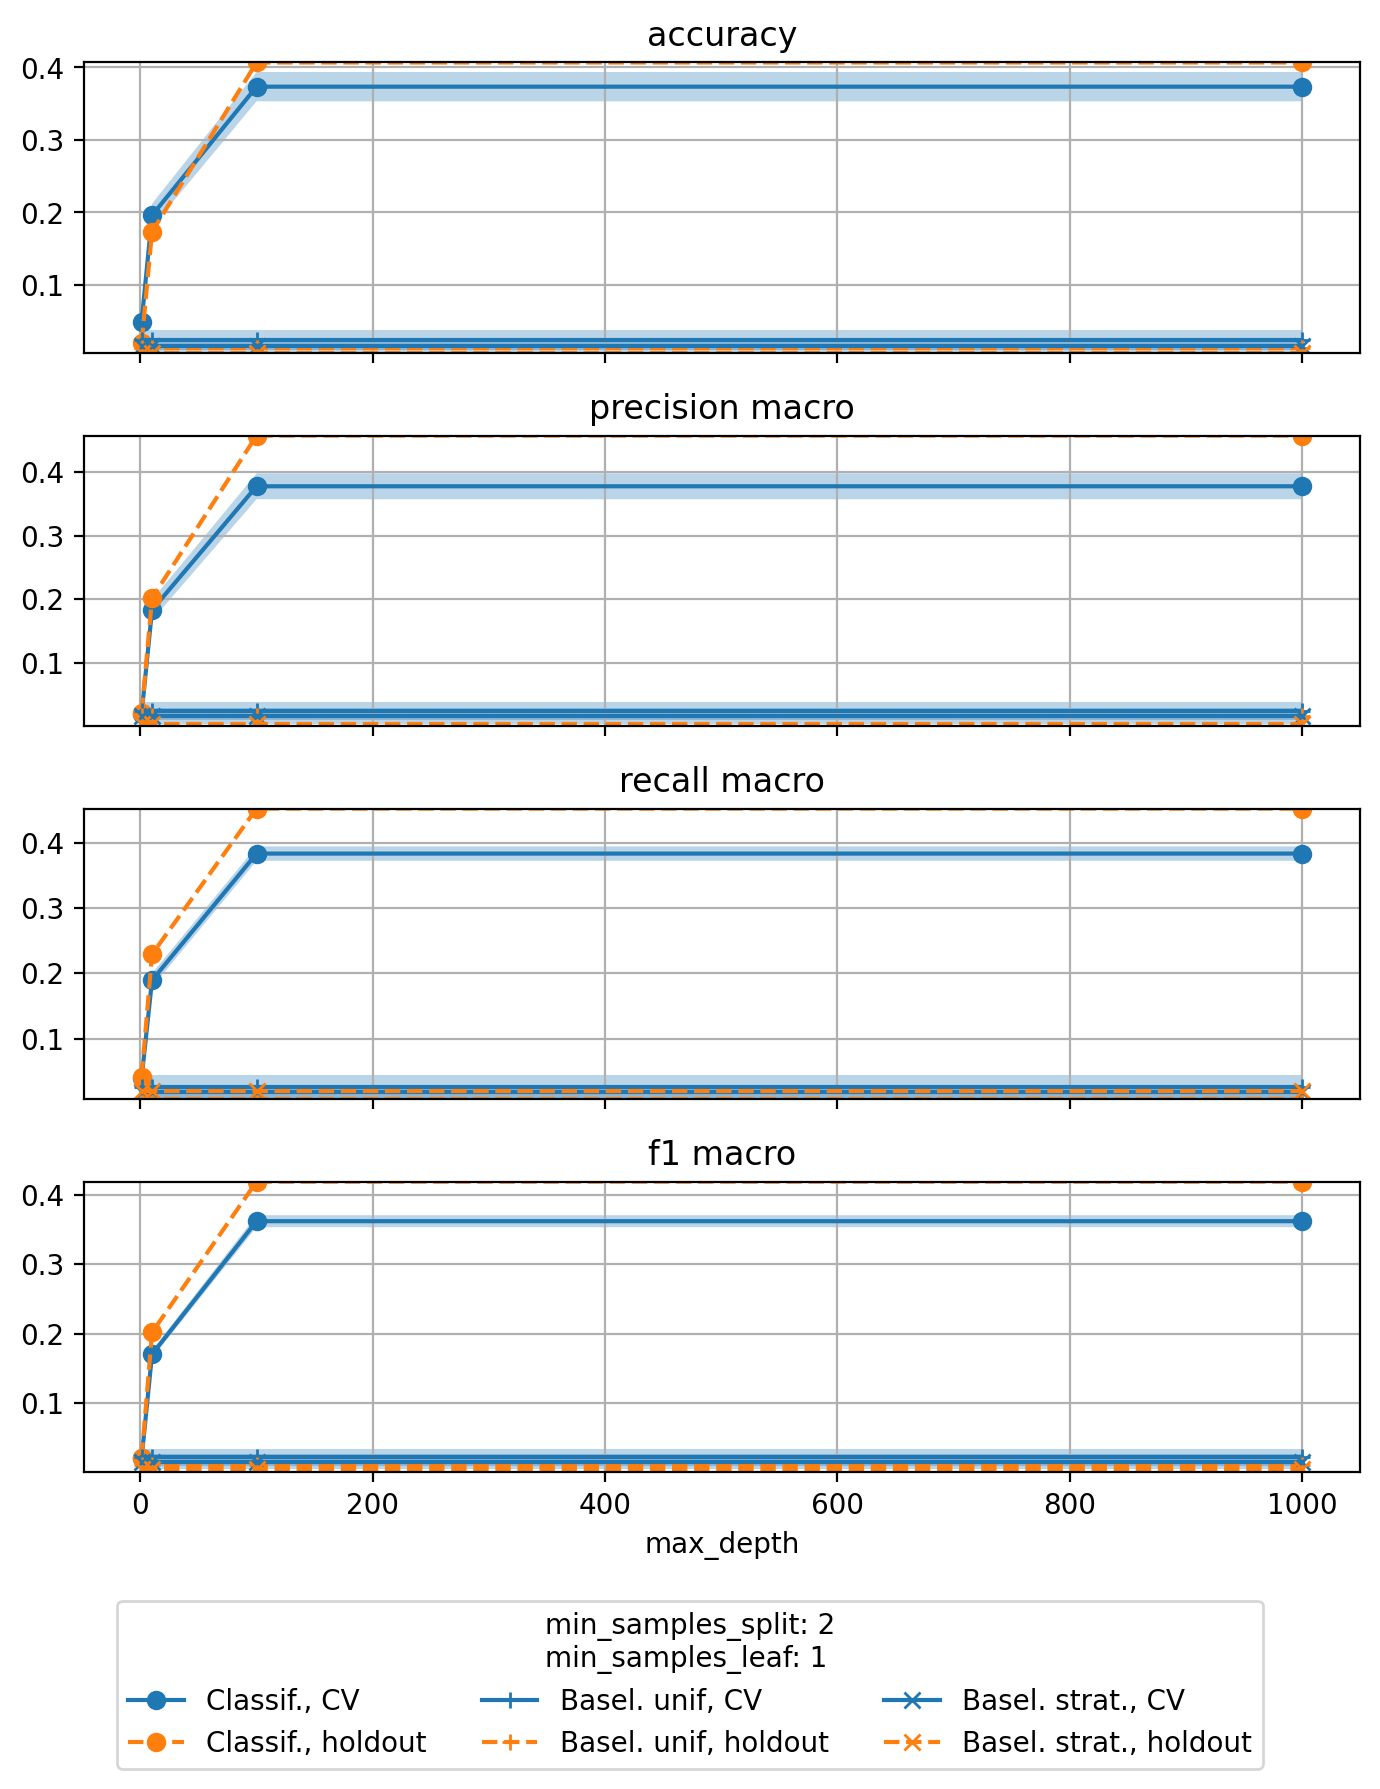 accuracy
0.4
0.3
0.2
0.1
precision macro
0.4
0.3
0.2
0.1
recall macro
0.4
0.3
0.2
0.1
f1 macro
0.4
0.3
0.2
0.1
0 200 400 600 800 1000
max_depth
min_samples_split: 2
min_samples_leaf: 1
Classif., CV Basel. unif, CV Basel. strat., CV
Classif., holdout Basel. unif, holdout Basel. strat., holdout